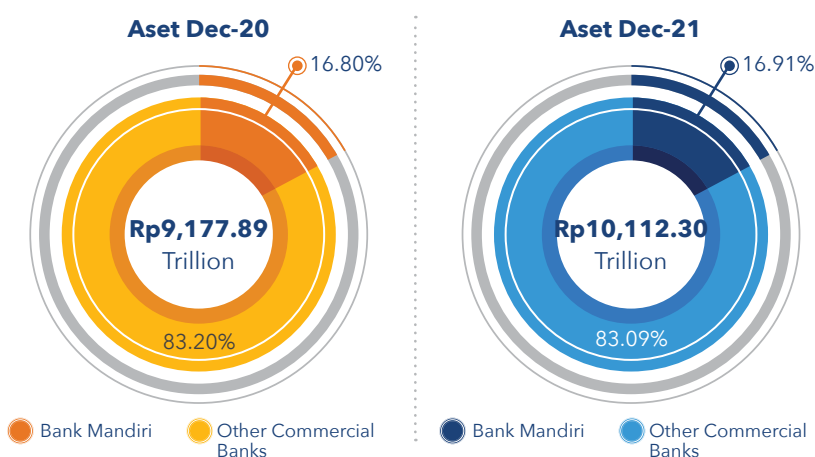 Aset Dec-20
16.80%
Rp9,177.89
Trillion
83.20%
Bank Mandiri
Other Commercial
Banks
Aset Dec-21
16.91%
Rp10,112.30
Trillion
83.09%
Bank Mandiri
Other Commercial
Banks